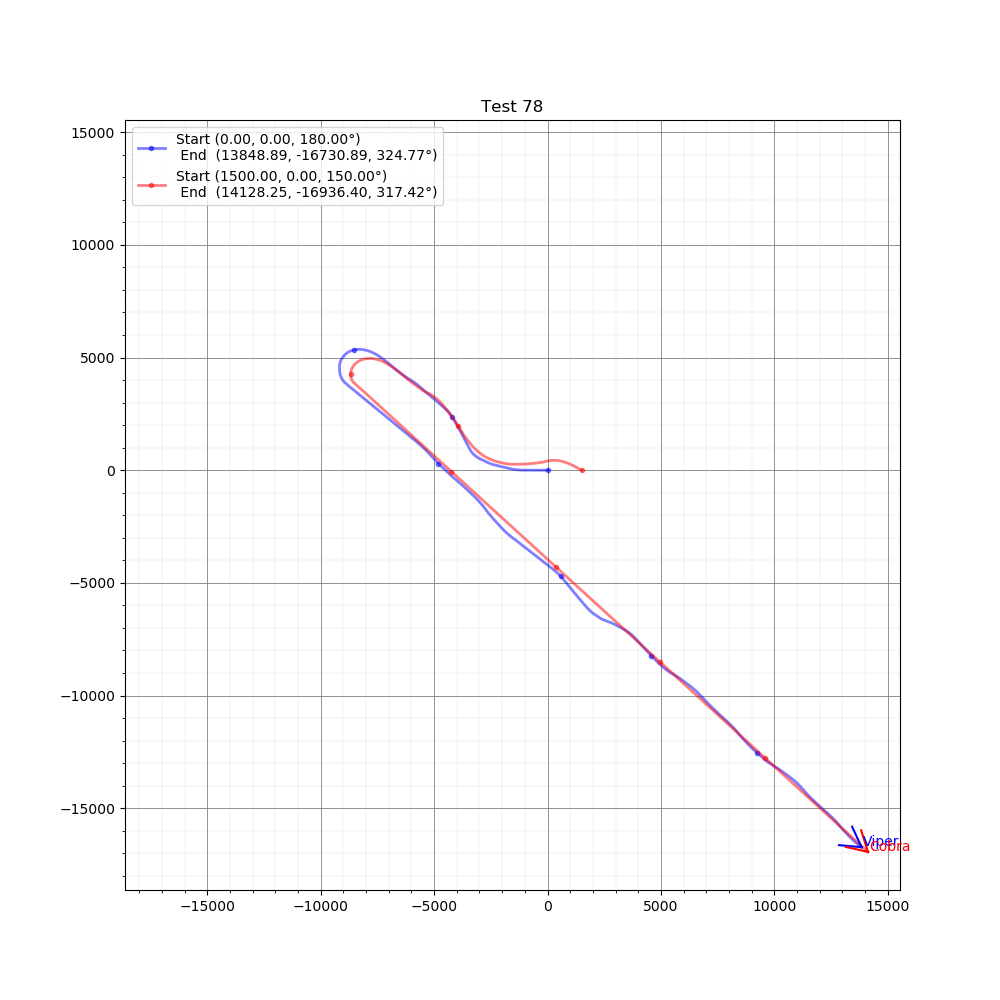 Test 78
Start (0.00, 0.00, 180.00°)
End  (13848.89, -16730.89, 324.77°)
Start (1500.00, 0.00, 150.00°)
End  (14128.25, -16936.40, 317.42°)
15000
10000
5000
0
−5000
−10000
−15000
Viper
Cobra
−15000 −10000 −5000 0 5000 10000 15000